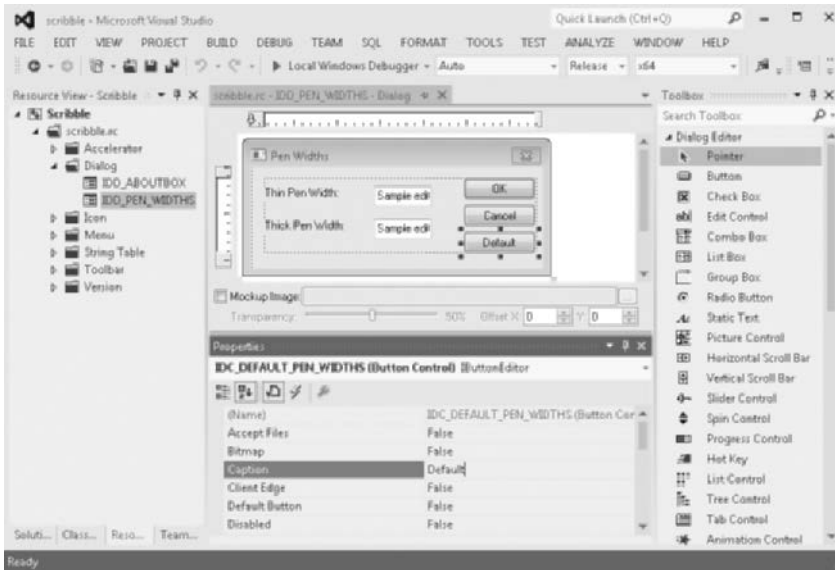 scribble - Microsoft Visual Studio
Quick Launch (Ctrl+Q)
FILE EDIT VIEW PROJECT BUILD DEBUG TEAM SQL FORMAT TOOLS TEST ANALYZE WINDOW HELP
Local Windows Debugger Auto Release x64
Resource View - Scribble
Scribble
scribble.rc
Accelerator
Dialog
IDD_ABOUTBOX
IDD_PEN_WIDTHS
Icon
Menu
String Table
Toolbar
Version
Soluti... Class... Reso... Team...
scribble.rc - IDD_PEN_WIDTHS - Dialog
Pen Widths
Thin Pen Width: Sample edit OK
Cancel
Thick Pen Width: Sample edit
Default
Mockup Image:
Transparency: 50% Offset X: 0 Y: 0
Properties
IDC_DEFAULT_PEN_WIDTHS (Button Control) IButtonEditor
(Name) IDC_DEFAULT_PEN_WIDTHS (Button Cor
Accept Files False
Bitmap False
Caption Default
Client Edge False
Default Button False
Disabled False
Toolbox
Search Toolbox
Dialog Editor
Pointer
Button
Check Box
Edit Control
Combo Box
List Box
Group Box
Radio Button
Static Text
Picture Control
Horizontal Scroll Bar
Vertical Scroll Bar
Slider Control
Spin Control
Progress Control
Hot Key
List Control
Tree Control
Tab Control
Animation Control
Ready